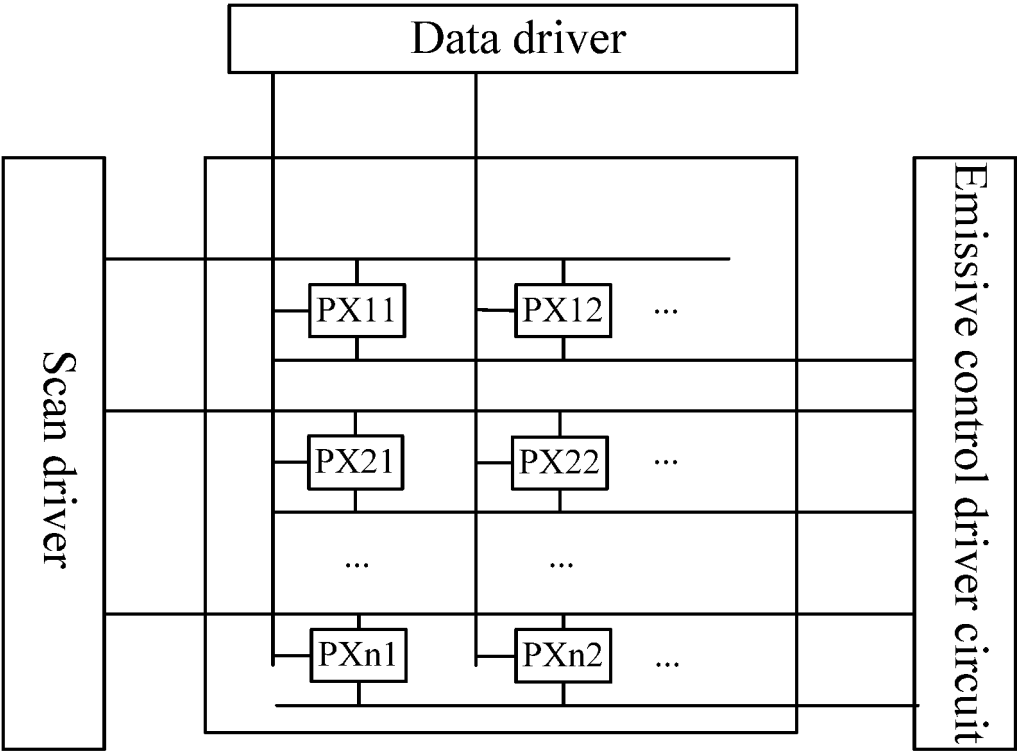 Data driver
Scan driver
PX11 PX12 ...
PX21 PX22 ...
... ...
PXn1 PXn2 ...
Emissive control driver circuit